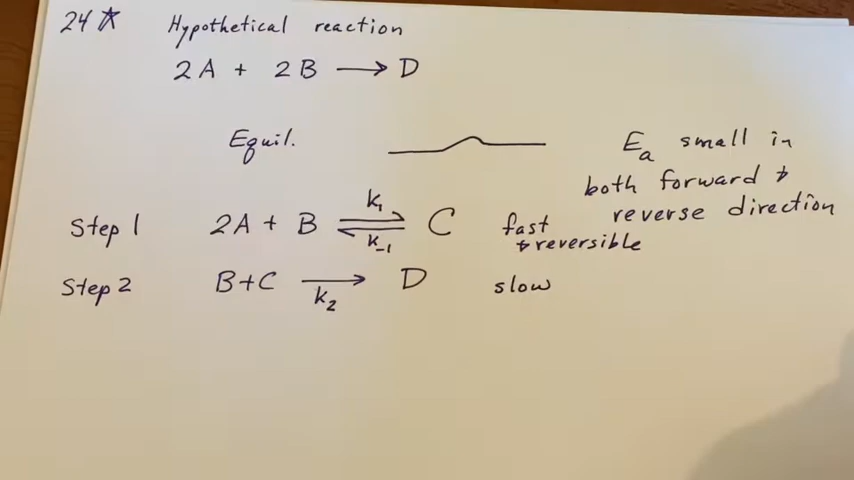 24☆ Hypothetical reaction
2A + 2B ⟶ D
Equil.
Ea small in
both forward +
reverse direction
Step 1 2A + B ⇌ C fast
k1
k-1
+ reversible
Step 2 B+C ⟶ D slow
k2